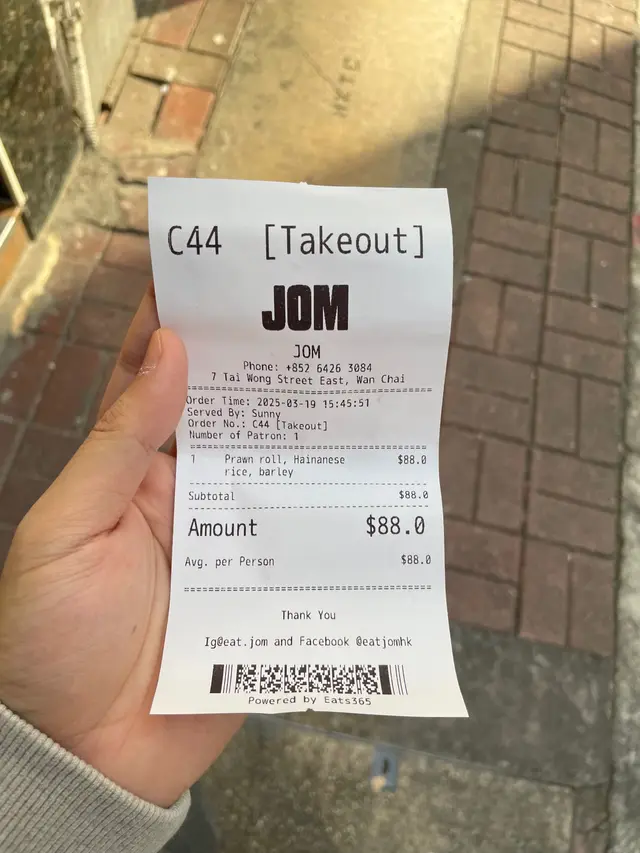 HKTC
C44 [Takeout]
JOM
JOM
Phone: +852 6426 3084
7 Tai Wong Street East, Wan Chai
Order Time: 2025-03-19 15:45:51
Served By: Sunny
Order No.: C44 [Takeout]
Number of Patron: 1
1 Prawn roll, Hainanese $88.0
rice, barley
Subtotal $88.0
Amount $88.0
Avg. per Person $88.0
Thank You
Ig@eat.jom and Facebook @eatjomhk
Powered by Eats365